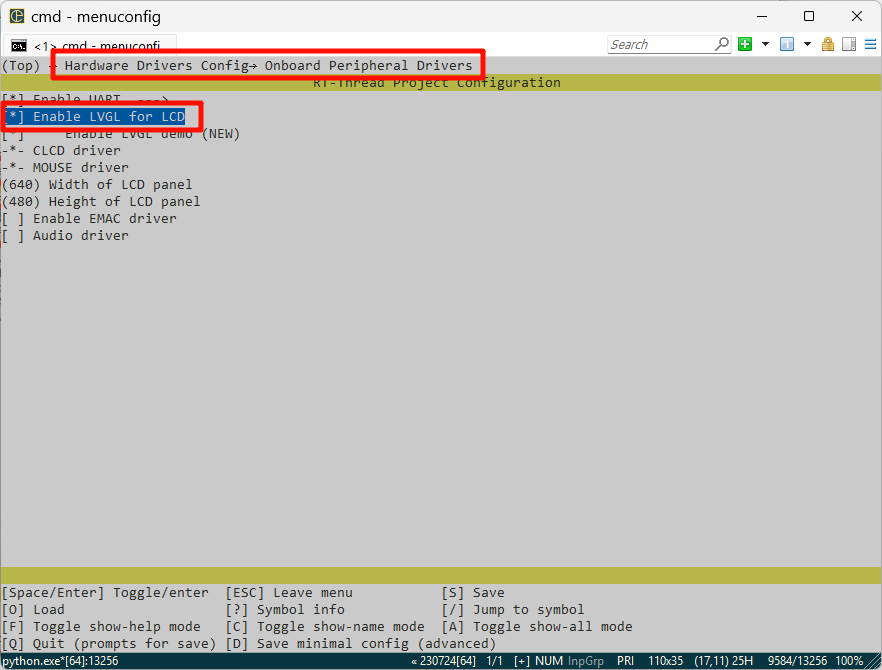 cmd - menuconfig
<1> cmd - menuconfi
Search
(Top) → Hardware Drivers Config→ Onboard Peripheral Drivers
RT-Thread Project Configuration
[*] Enable UART --->
[*] Enable LVGL for LCD
[ ] Enable LVGL demo (NEW)
-*- CLCD driver
-*- MOUSE driver
(640) Width of LCD panel
(480) Height of LCD panel
[ ] Enable EMAC driver
[ ] Audio driver
[Space/Enter] Toggle/enter [ESC] Leave menu [S] Save
[O] Load [?] Symbol info [/] Jump to symbol
[F] Toggle show-help mode [C] Toggle show-name mode [A] Toggle show-all mode
[Q] Quit (prompts for save) [D] Save minimal config (advanced)
python.exe*[64]:13256 « 230724[64] 1/1 [+] NUM InpGrp PRI 110x35 (17,11) 25H 9584/13256 100%